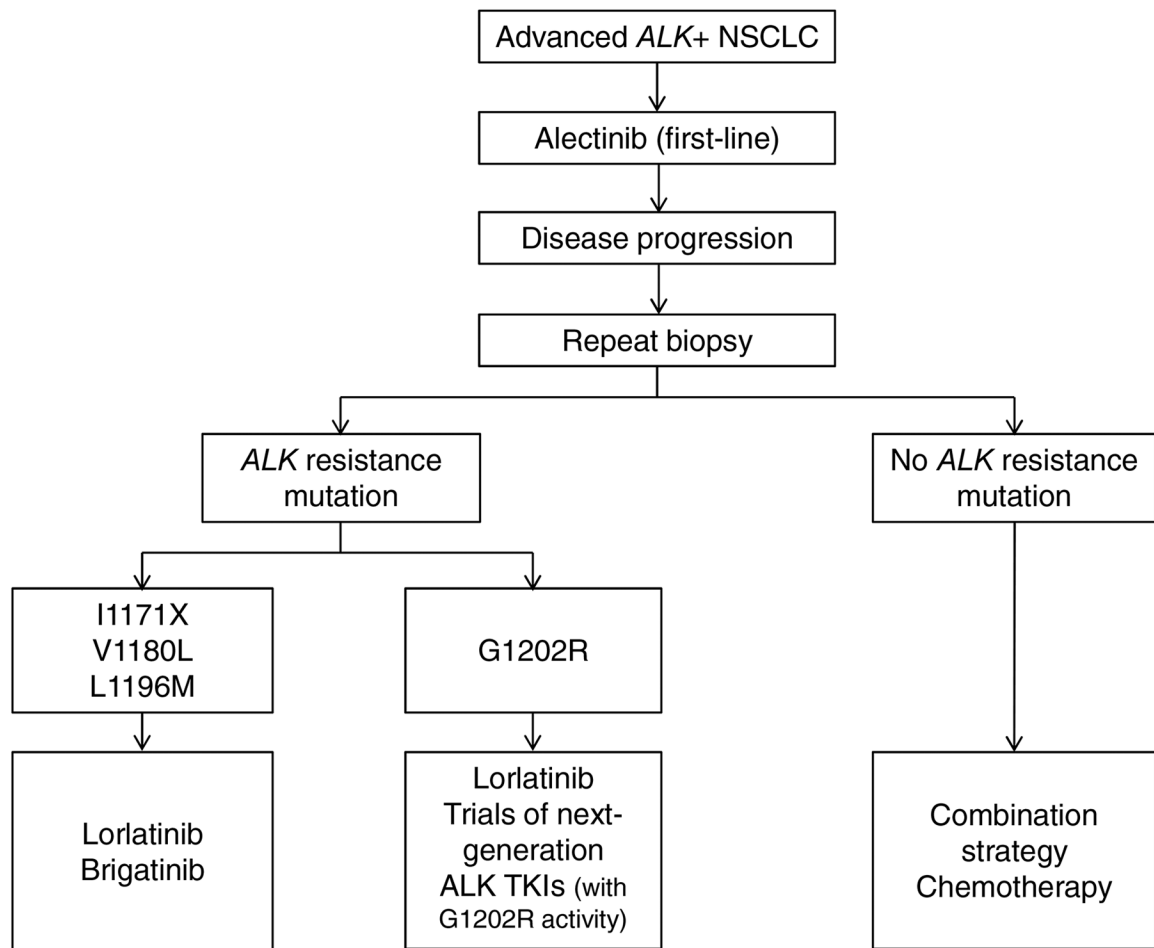 Advanced ALK+ NSCLC
Alectinib (first-line)
Disease progression
Repeat biopsy
ALK resistance
mutation
No ALK resistance
mutation
I1171X
V1180L
L1196M
G1202R
Lorlatinib
Brigatinib
Lorlatinib
Trials of next-
generation
ALK TKIs (with
G1202R activity)
Combination
strategy
Chemotherapy